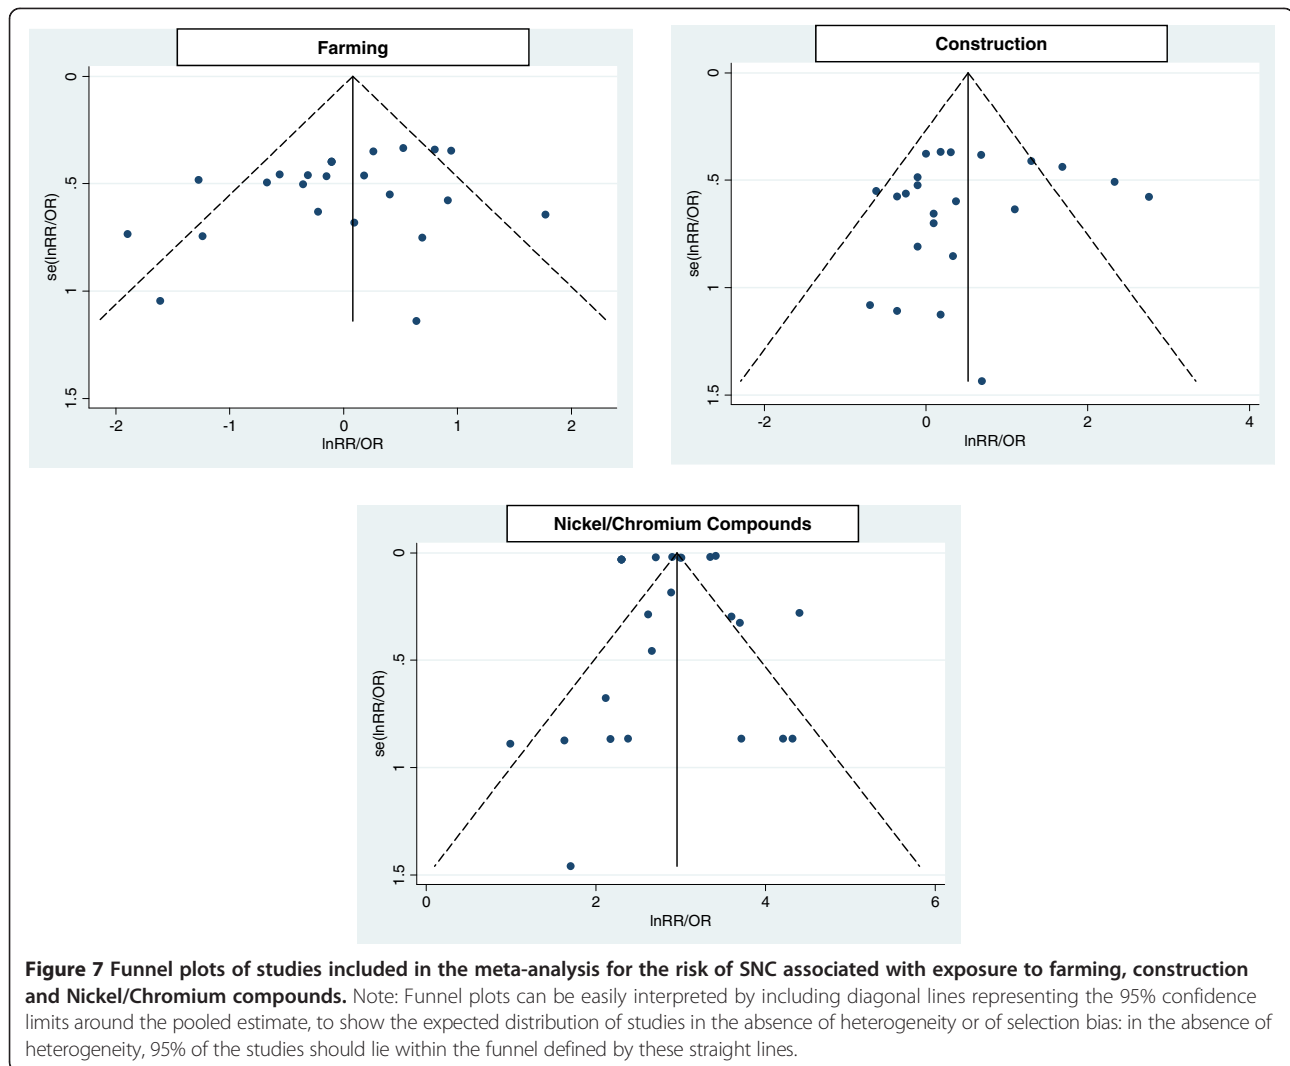 Farming
0
.5
1
1.5
se(lnRR/OR)
-2 -1 0 1 2
lnRR/OR
Construction
0
.5
1
1.5
se(lnRR/OR)
-2 0 2 4
lnRR/OR
Nickel/Chromium Compounds
0
.5
1
1.5
se(lnRR/OR)
0 2 4 6
lnRR/OR
Figure 7 Funnel plots of studies included in the meta-analysis for the risk of SNC associated with exposure to farming, construction
and Nickel/Chromium compounds. Note: Funnel plots can be easily interpreted by including diagonal lines representing the 95% confidence
limits around the pooled estimate, to show the expected distribution of studies in the absence of heterogeneity or of selection bias: in the absence of
heterogeneity, 95% of the studies should lie within the funnel defined by these straight lines.